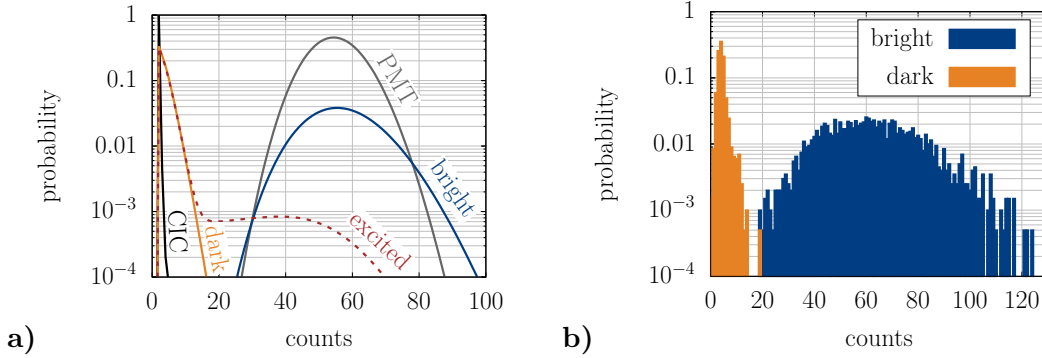 1
0.1
0.01
10⁻³
10⁻⁴
probability
0 20 40 60 80 100
counts
CIC
dark
PMT
bright
excited
a)
1
0.1
0.01
10⁻³
10⁻⁴
probability
bright
dark
0 20 40 60 80 100 120
counts
b)